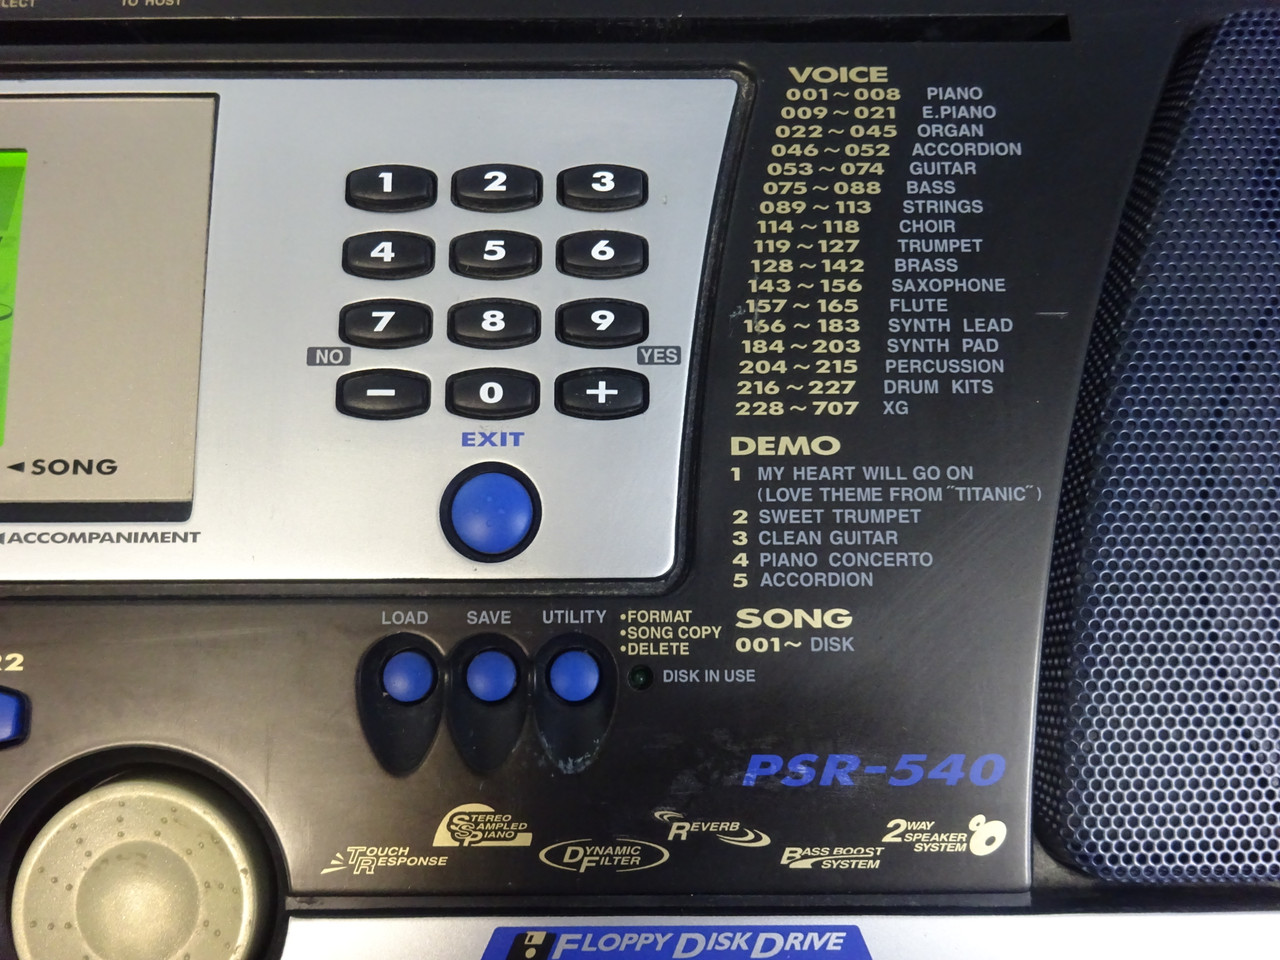 TO HOST
1 2 3
4 5 6
7 8 9
NO YES
− 0 +
EXIT
◄SONG
◄ACCOMPANIMENT
VOICE
001~008 PIANO
009~021 E.PIANO
022~045 ORGAN
046~052 ACCORDION
053~074 GUITAR
075~088 BASS
089~113 STRINGS
114~118 CHOIR
119~127 TRUMPET
128~142 BRASS
143~156 SAXOPHONE
157~165 FLUTE
166~183 SYNTH LEAD
184~203 SYNTH PAD
204~215 PERCUSSION
216~227 DRUM KITS
228~707 XG
DEMO
1 MY HEART WILL GO ON
(LOVE THEME FROM "TITANIC")
2 SWEET TRUMPET
3 CLEAN GUITAR
4 PIANO CONCERTO
5 ACCORDION
SONG
001~ DISK
LOAD SAVE UTILITY
•FORMAT
•SONG COPY
•DELETE
DISK IN USE
PSR-540
TOUCH
RESPONSE
STEREO
SAMPLED
PIANO
DYNAMIC
FILTER
REVERB
BASS BOOST
SYSTEM
2WAY
SPEAKER
SYSTEM
FLOPPY DISK DRIVE